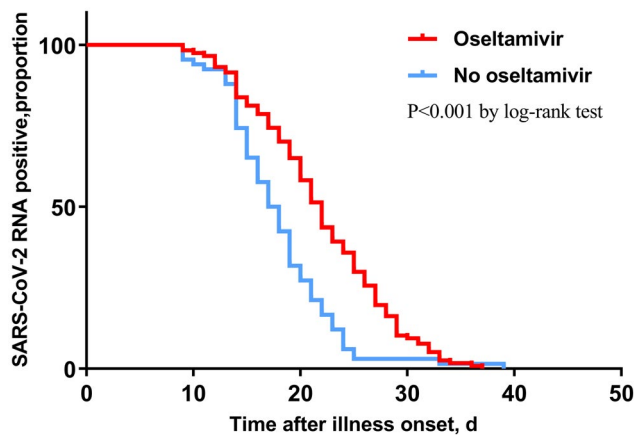 SARS-CoV-2 RNA positive,proportion
100
50
0
Oseltamivir
No oseltamivir
P<0.001 by log-rank test
0 10 20 30 40 50
Time after illness onset, d